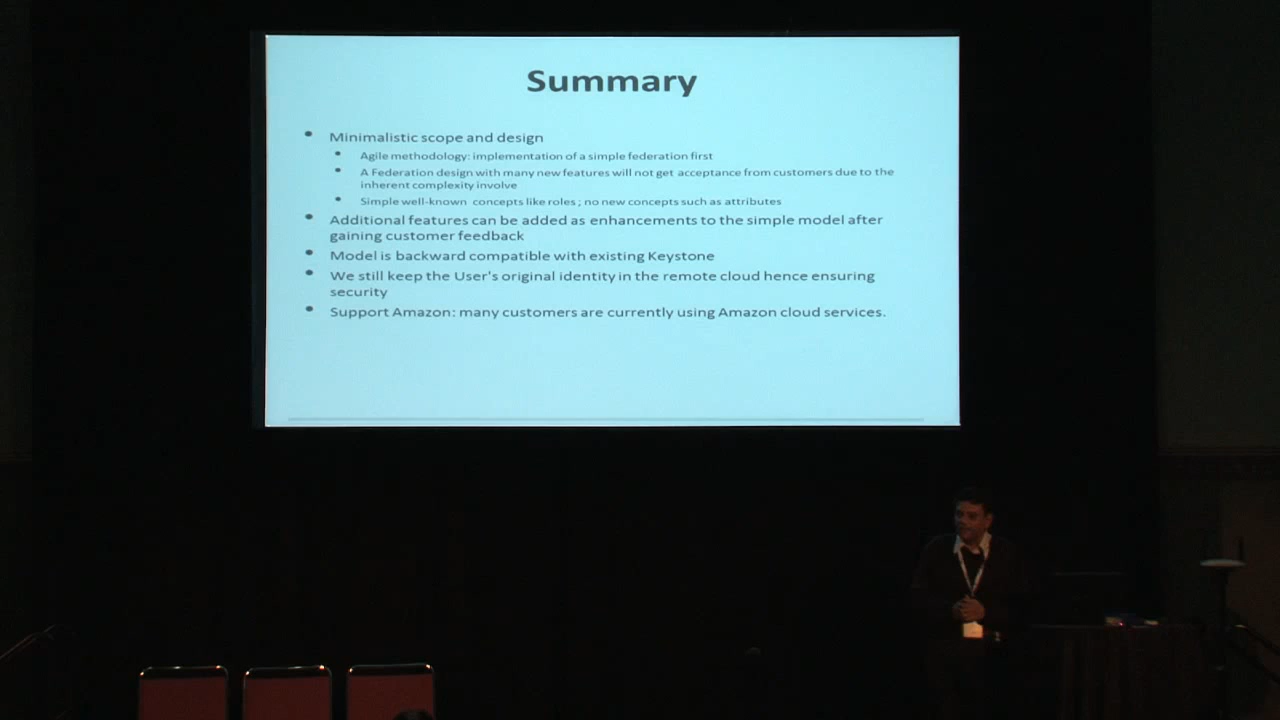 Summary
Minimalistic scope and design
Agile methodology: implementation of a simple federation first
A Federation design with many new features will not get acceptance from customers due to the
inherent complexity involve
Simple well-known concepts like roles ; no new concepts such as attributes
Additional features can be added as enhancements to the simple model after
gaining customer feedback
Model is backward compatible with existing Keystone
We still keep the User's original identity in the remote cloud hence ensuring
security
Support Amazon: many customers are currently using Amazon cloud services.